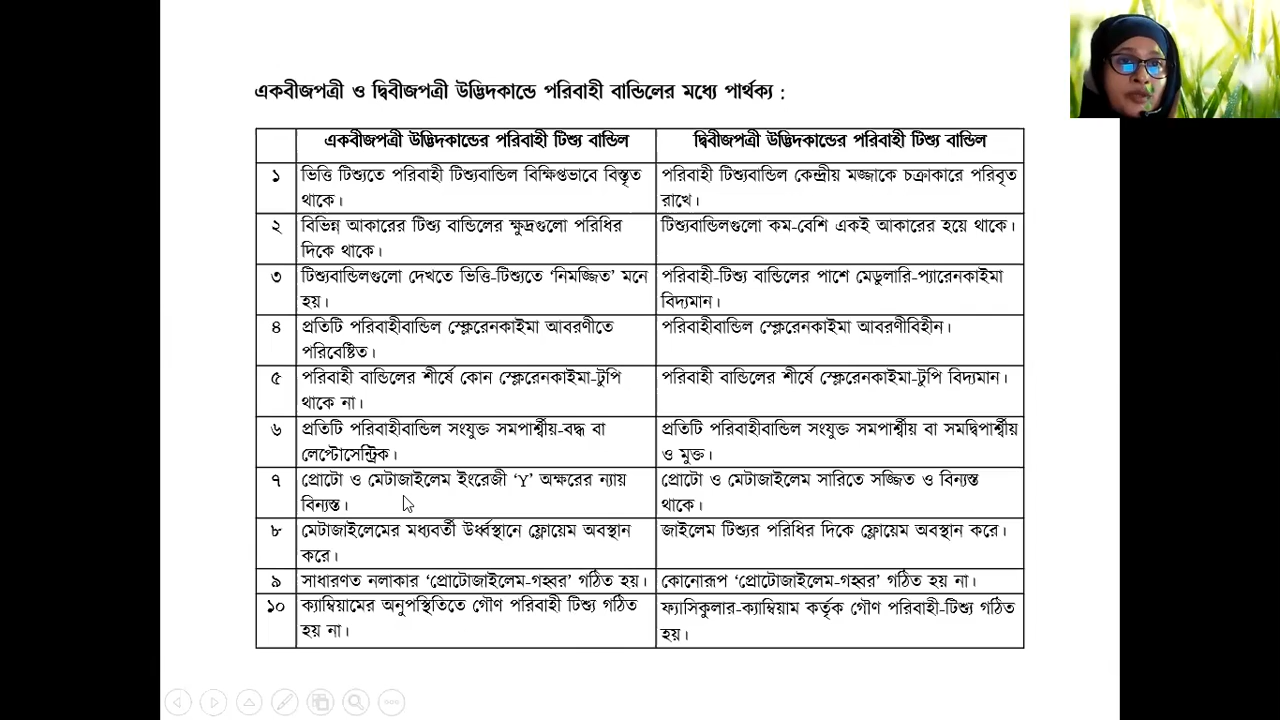 একবীজপত্রী ও দ্বিবীজপত্রী উদ্ভিদকান্ডে পরিবাহী বান্ডিলের মধ্যে পার্থক্য :
একবীজপত্রী উদ্ভিদকান্ডের পরিবাহী টিশ্যু বান্ডিল
দ্বিবীজপত্রী উদ্ভিদকান্ডের পরিবাহী টিশ্যু বান্ডিল
১
ভিত্তি টিশ্যুতে পরিবাহী টিশ্যুবান্ডিল বিক্ষিপ্তভাবে বিস্তৃত
থাকে।
পরিবাহী টিশ্যুবান্ডিল কেন্দ্রীয় মজ্জাকে চক্রাকারে পরিবৃত
রাখে।
২
বিভিন্ন আকারের টিশ্যু বান্ডিলের ক্ষুদ্রগুলো পরিধির
দিকে থাকে।
টিশ্যুবান্ডিলগুলো কম-বেশি একই আকারের হয়ে থাকে।
৩
টিশ্যুবান্ডিলগুলো দেখতে ভিত্তি-টিশ্যুতে ‘নিমজ্জিত’ মনে
হয়।
পরিবাহী-টিশ্যু বান্ডিলের পাশে মেডুলারি-প্যারেনকাইমা
বিদ্যমান।
৪
প্রতিটি পরিবাহীবান্ডিল স্ক্লেরেনকাইমা আবরণীতে
পরিবেষ্টিত।
পরিবাহীবান্ডিল স্ক্লেরেনকাইমা আবরণীবিহীন।
৫
পরিবাহী বান্ডিলের শীর্ষে কোন স্ক্লেরেনকাইমা-টুপি
থাকে না।
পরিবাহী বান্ডিলের শীর্ষে স্ক্লেরেনকাইমা-টুপি বিদ্যমান।
৬
প্রতিটি পরিবাহীবান্ডিল সংযুক্ত সমপার্শ্বীয়-বদ্ধ বা
লেপ্টোসেন্ট্রিক।
প্রতিটি পরিবাহীবান্ডিল সংযুক্ত সমপার্শ্বীয় বা সমদ্বিপার্শ্বীয়
ও মুক্ত।
৭
প্রোটো ও মেটাজাইলেম ইংরেজী ‘Y’ অক্ষরের ন্যায়
বিন্যস্ত।
প্রোটো ও মেটাজাইলেম সারিতে সজ্জিত ও বিন্যস্ত
থাকে।
৮
মেটাজাইলেমের মধ্যবর্তী উর্ধ্বস্থানে ফ্লোয়েম অবস্থান
করে।
জাইলেম টিশ্যুর পরিধির দিকে ফ্লোয়েম অবস্থান করে।
৯
সাধারণত নলাকার ‘প্রোটোজাইলেম-গহ্বর’ গঠিত হয়।
কোনোরূপ ‘প্রোটোজাইলেম-গহ্বর’ গঠিত হয় না।
১০
ক্যাম্বিয়ামের অনুপস্থিতিতে গৌণ পরিবাহী টিশ্যু গঠিত
হয় না।
ফ্যাসিকুলার-ক্যাম্বিয়াম কর্তৃক গৌণ পরিবাহী-টিশ্যু গঠিত
হয়।